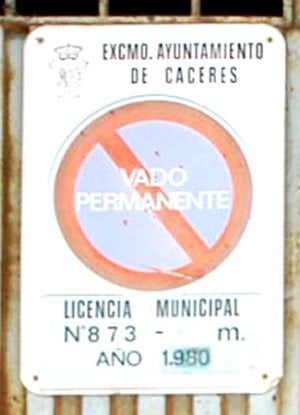 EXCMO. AYUNTAMIENTO
DE CACERES
VADO
PERMANENTE
LICENCIA MUNICIPAL
Nº873 - m.
AÑO 1.980